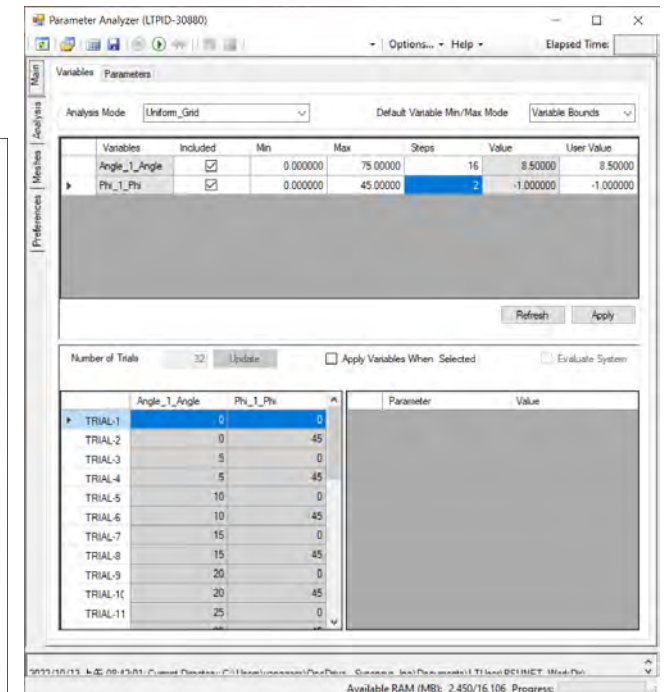 Parameter Analyzer (LTPID-30880)
Options... Help Elapsed Time:
Main
Analysis
Meshes
Preferences
Variables Parameters
Analysis Mode Uniform_Grid Default Variable Min/Max Mode Variable Bounds
Variables Included Min Max Steps Value User Value
Angle_1_Angle 0.000000 75.00000 16 8.50000 8.50000
Phi_1_Phi 0.000000 45.00000 2 -1.000000 -1.000000
Refresh Apply
Number of Trials 32 Update Apply Variables When Selected Evaluate System
Angle_1_Angle Phi_1_Phi Parameter Value
TRIAL-1 0 0
TRIAL-2 0 45
TRIAL-3 5 0
TRIAL-4 5 45
TRIAL-5 10 0
TRIAL-6 10 45
TRIAL-7 15 0
TRIAL-8 15 45
TRIAL-9 20 0
TRIAL-1( 20 45
TRIAL-11 25 0
Available RAM (MB): 2,450/16,106 Progress: